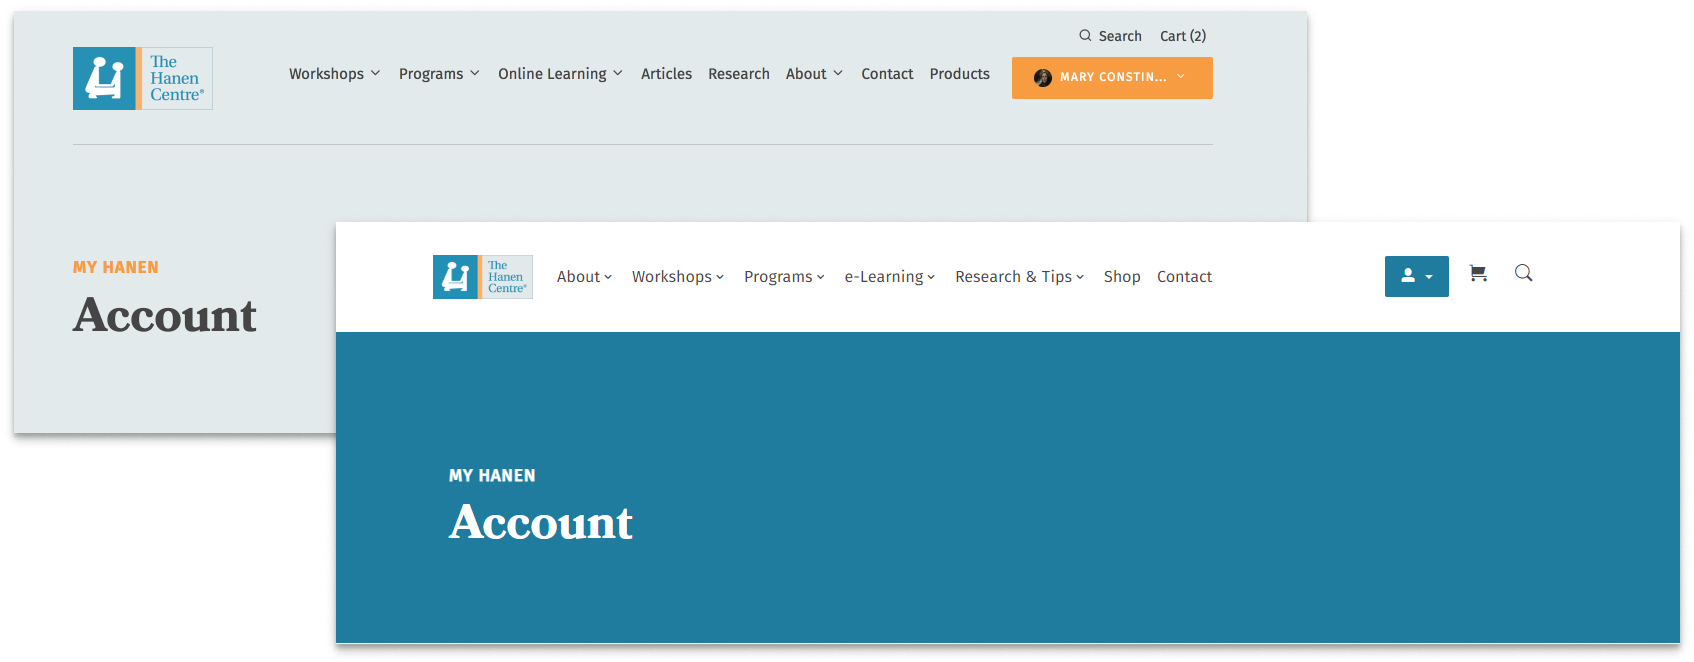 Search Cart (2)
The
Hanen
Centre®
Workshops Programs Online Learning Articles Research About Contact Products
MARY CONSTIN...
MY HANEN
Account
The
Hanen
Centre®
About Workshops Programs e-Learning Research & Tips Shop Contact
MY HANEN
Account